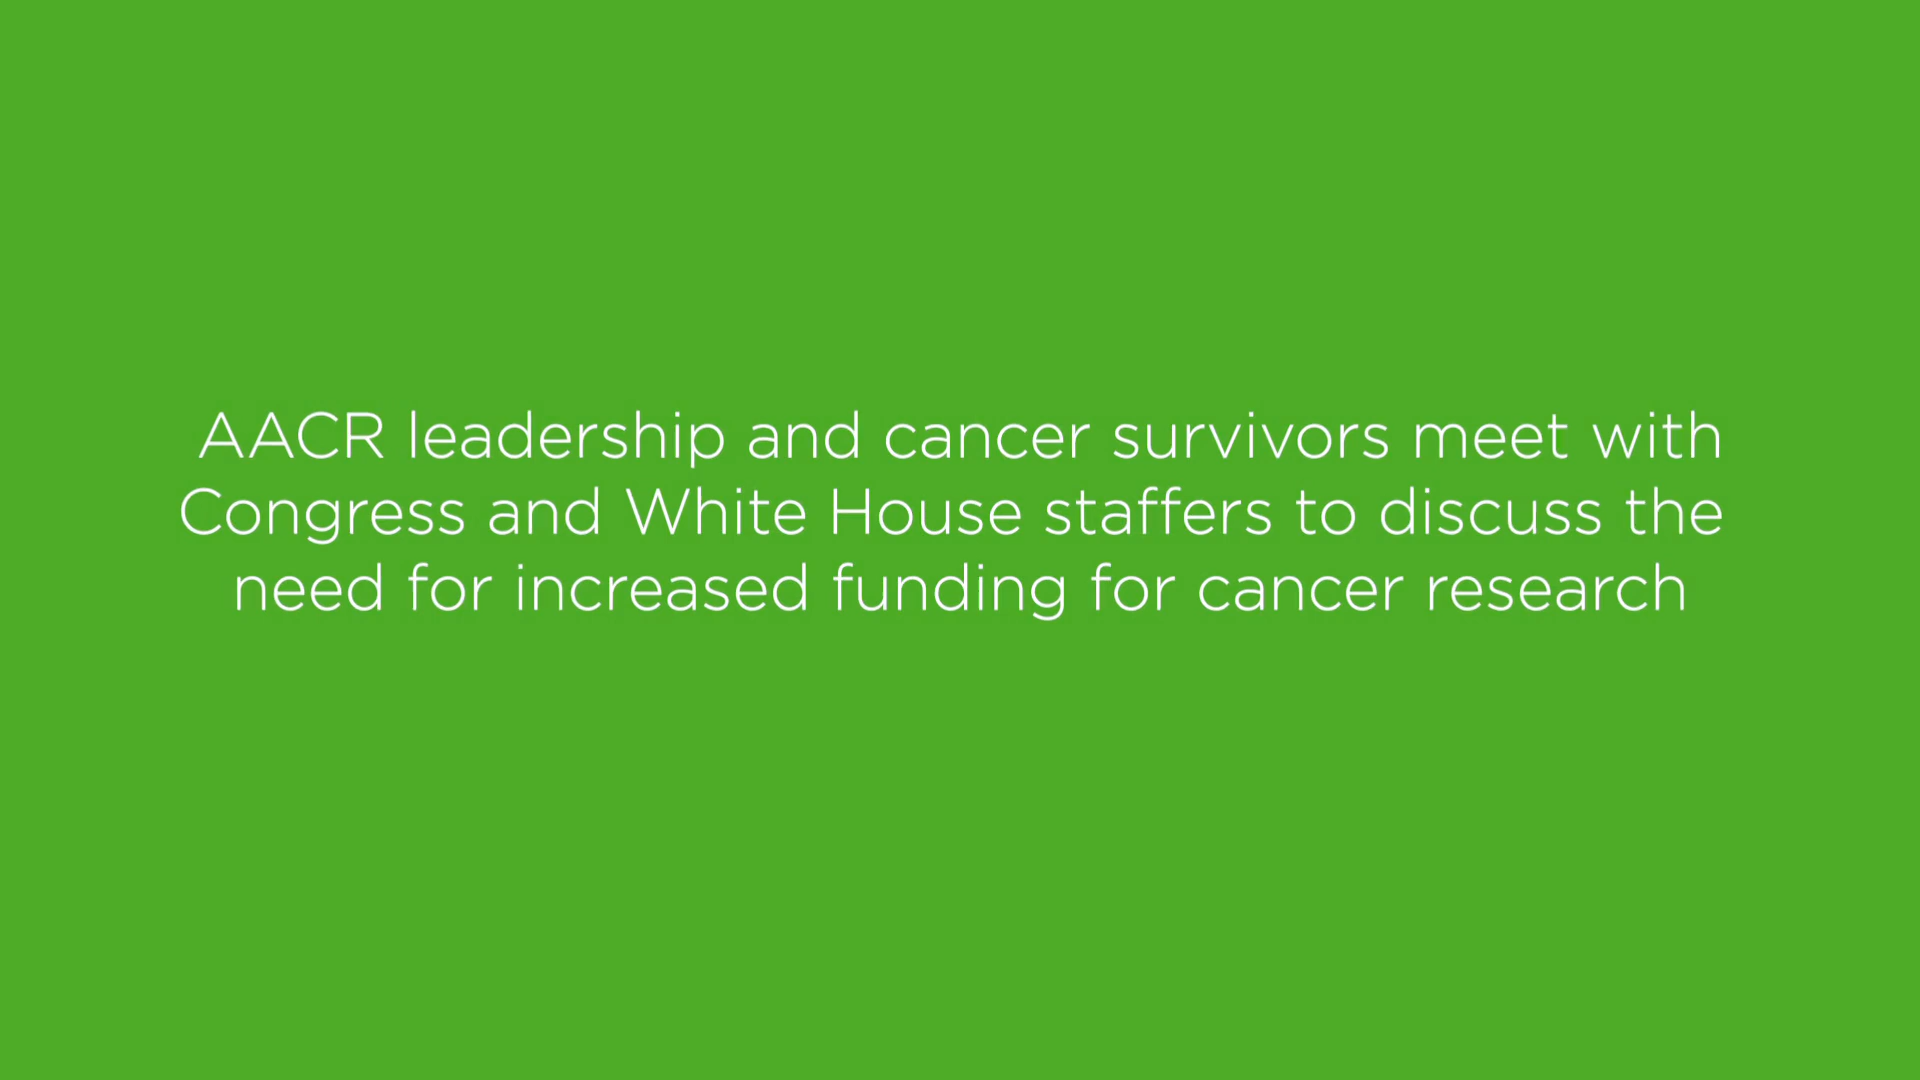 AACR leadership and cancer survivors meet with
Congress and White House staffers to discuss the
need for increased funding for cancer research